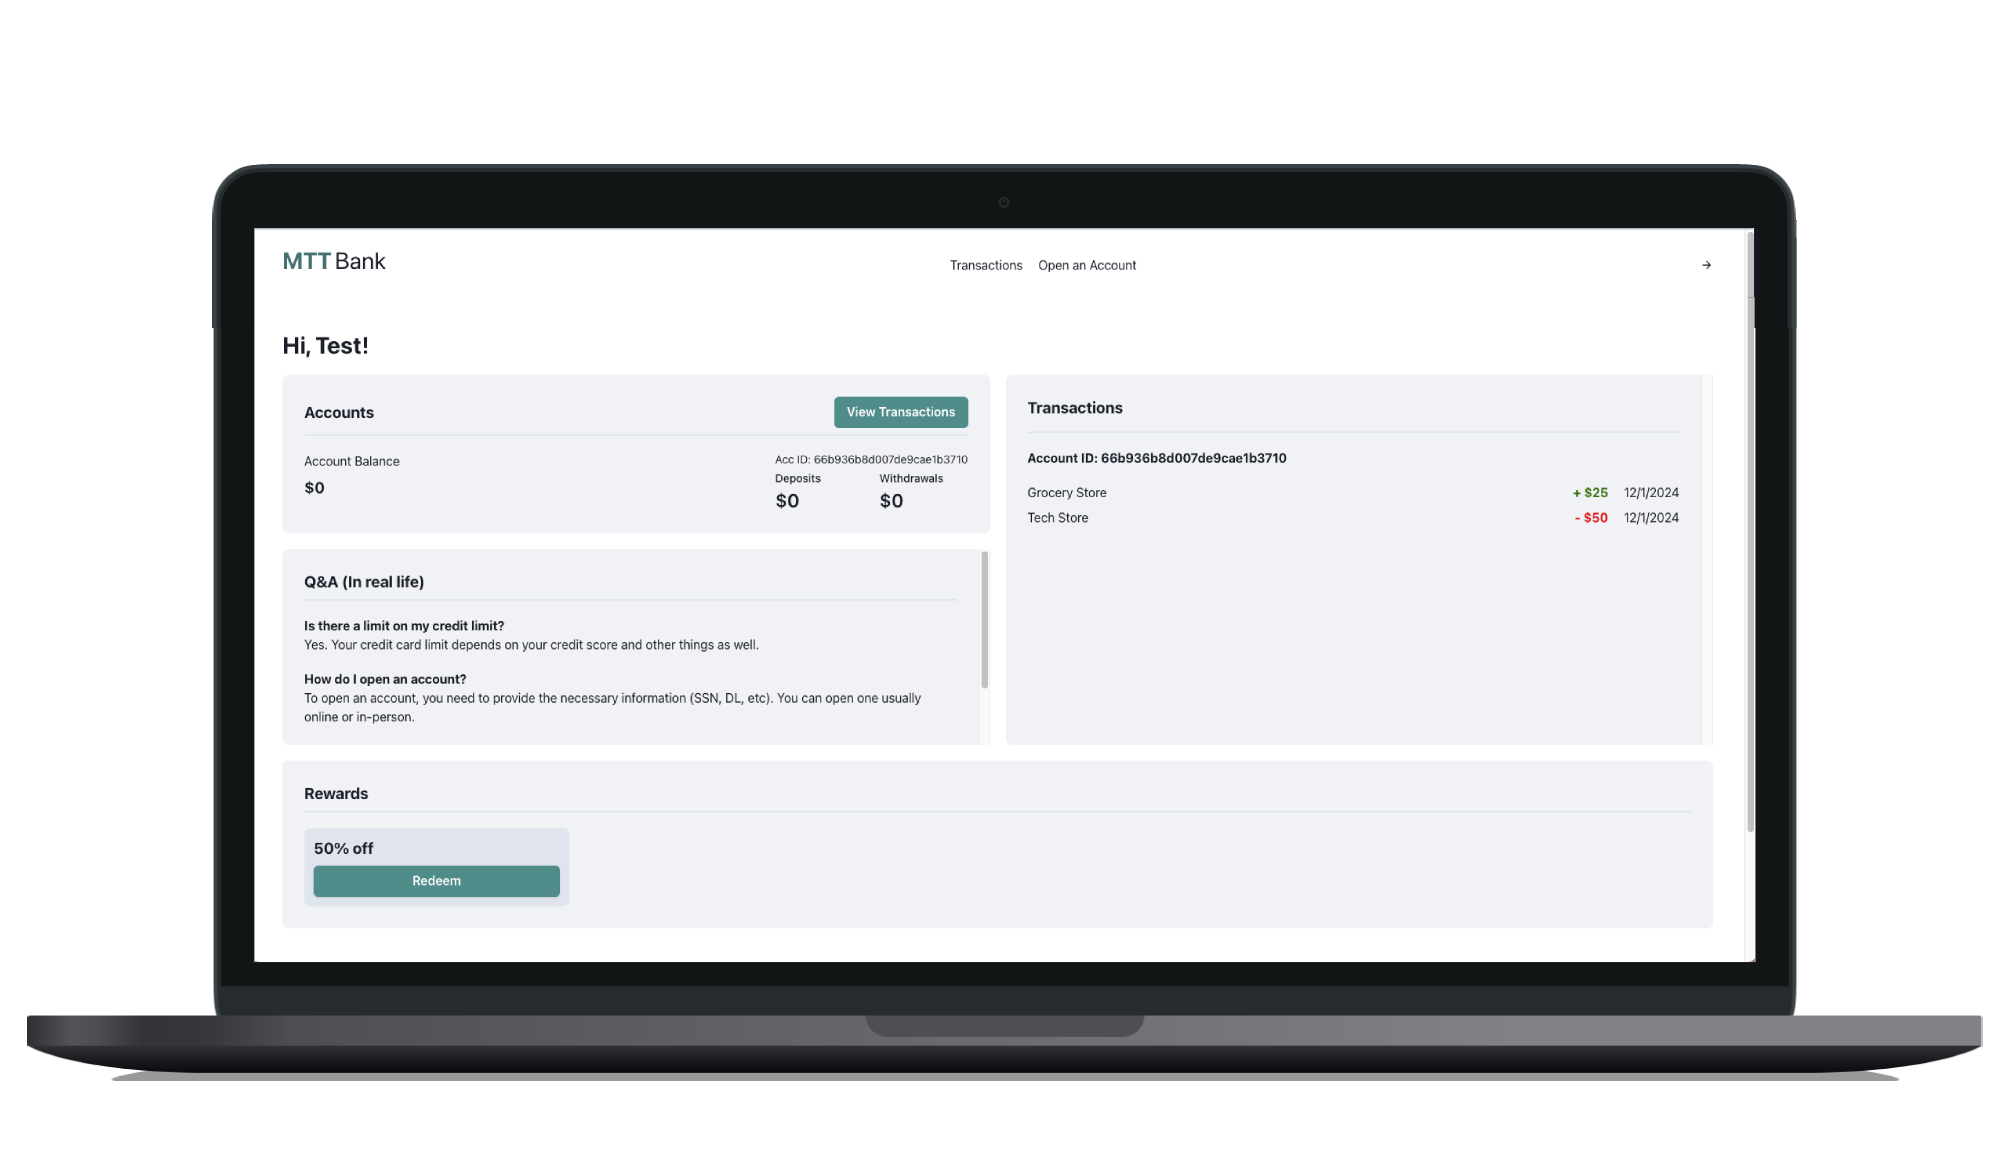 MTT Bank
Transactions Open an Account →
Hi, Test!
Accounts
View Transactions
Account Balance
$0
Acc ID: 66b936b8d007de9cae1b3710
Deposits Withdrawals
$0 $0
Transactions
Account ID: 66b936b8d007de9cae1b3710
Grocery Store + $25 12/1/2024
Tech Store - $50 12/1/2024
Q&A (In real life)
Is there a limit on my credit limit?
Yes. Your credit card limit depends on your credit score and other things as well.
How do I open an account?
To open an account, you need to provide the necessary information (SSN, DL, etc). You can open one usually
online or in-person.
Rewards
50% off
Redeem